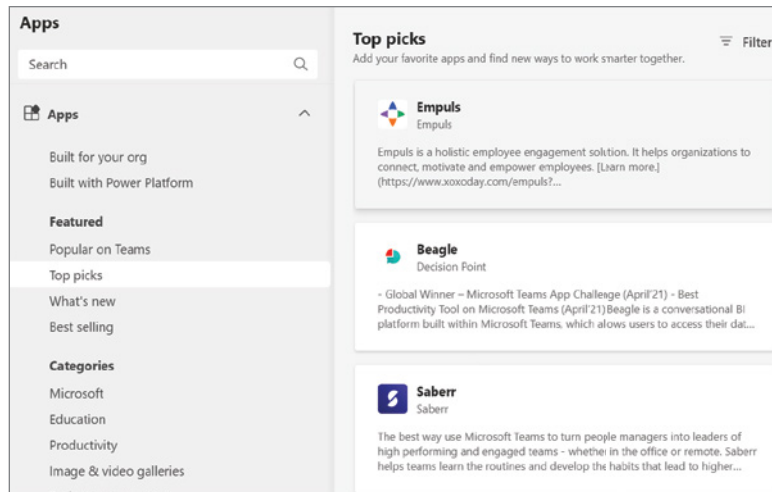 Apps
Search
Apps
Built for your org
Built with Power Platform
Featured
Popular on Teams
Top picks
What's new
Best selling
Categories
Microsoft
Education
Productivity
Image & video galleries
Top picks
Filter
Add your favorite apps and find new ways to work smarter together.
Empuls
Empuls
Empuls is a holistic employee engagement solution. It helps organizations to
connect, motivate and empower employees. [Learn more.]
(https://www.xoxoday.com/empuls?...
Beagle
Decision Point
- Global Winner – Microsoft Teams App Challenge (April'21) - Best
Productivity Tool on Microsoft Teams (April'21)Beagle is a conversational BI
platform built within Microsoft Teams, which alows users to access their dat...
Saberr
Saberr
The best way use Microsoft Teams to turn people managers into leaders of
high performing and engaged teams - whether in the office or remote. Saberr
helps teams learn the routines and develop the habits that lead to higher...